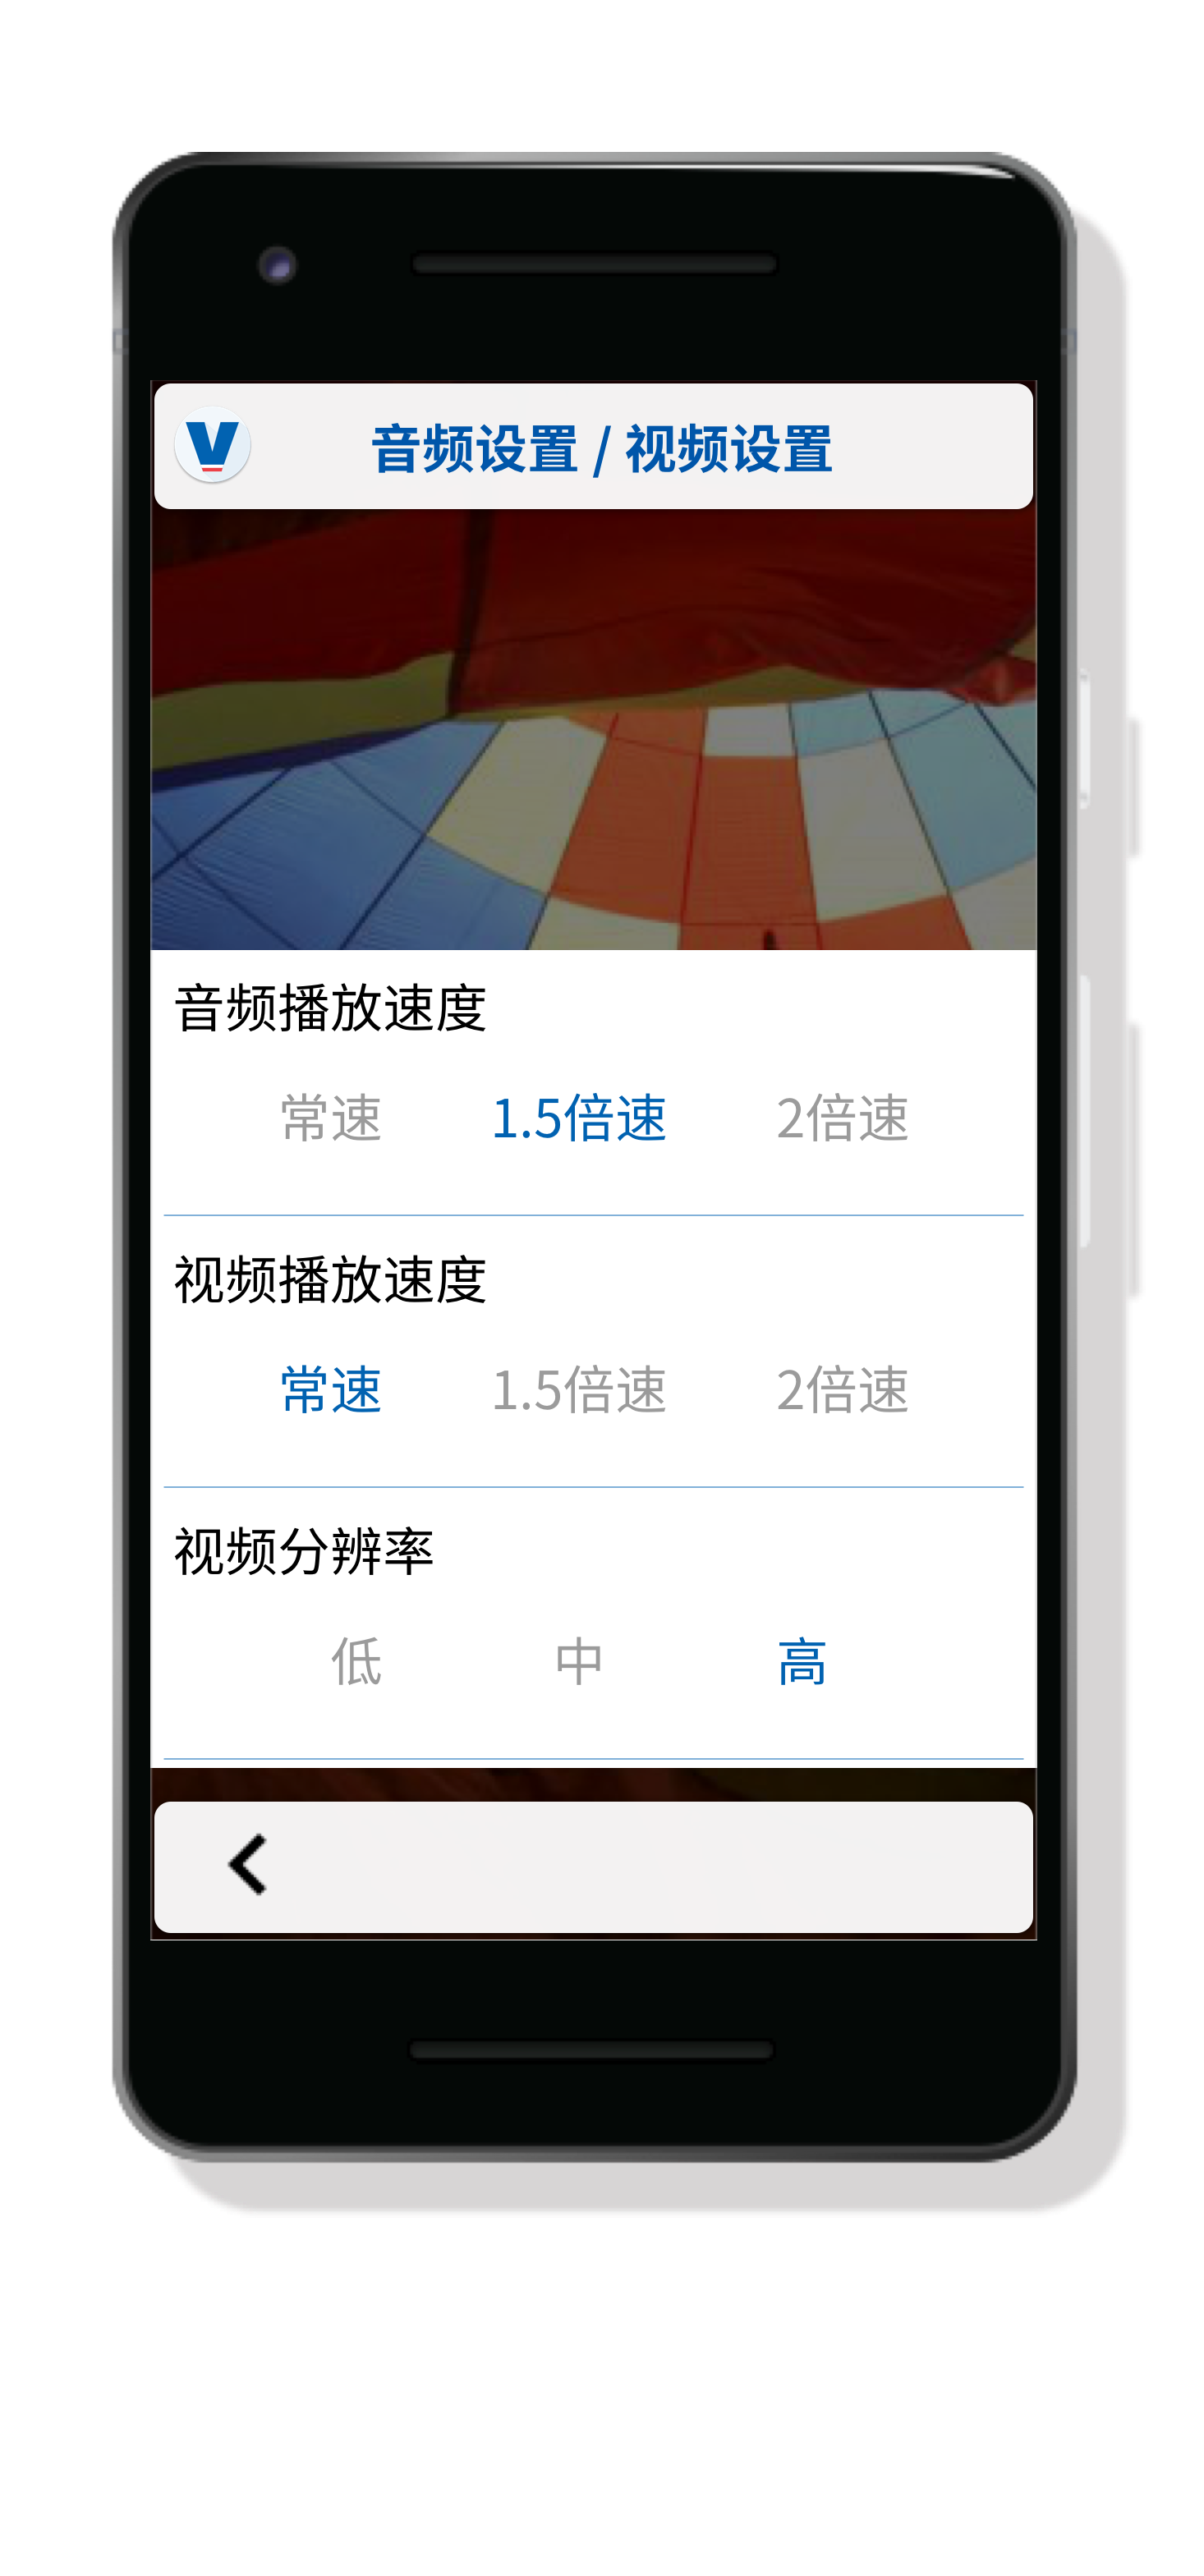 V
音频设置 / 视频设置
音频播放速度
常速 1.5倍速 2倍速
视频播放速度
常速 1.5倍速 2倍速
视频分辨率
低 中 高